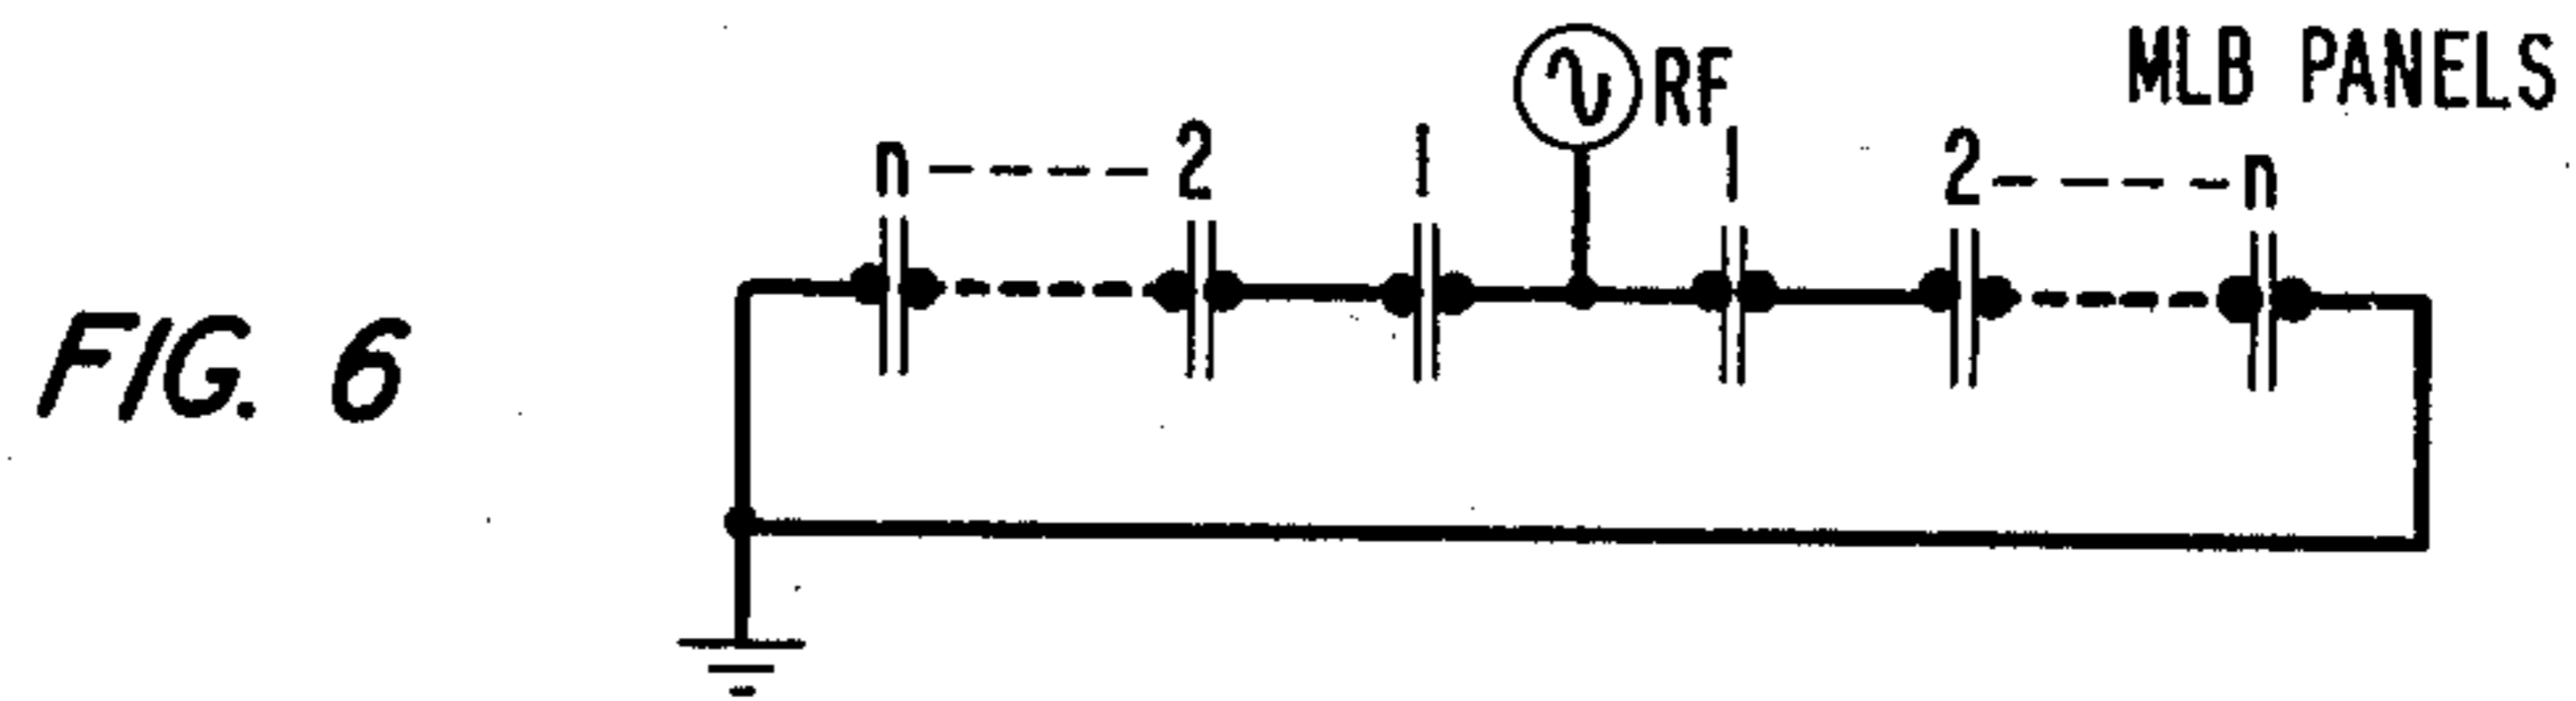 MLB PANELS
RF
n ---- 2 1 1 2 ---- n
FIG. 6